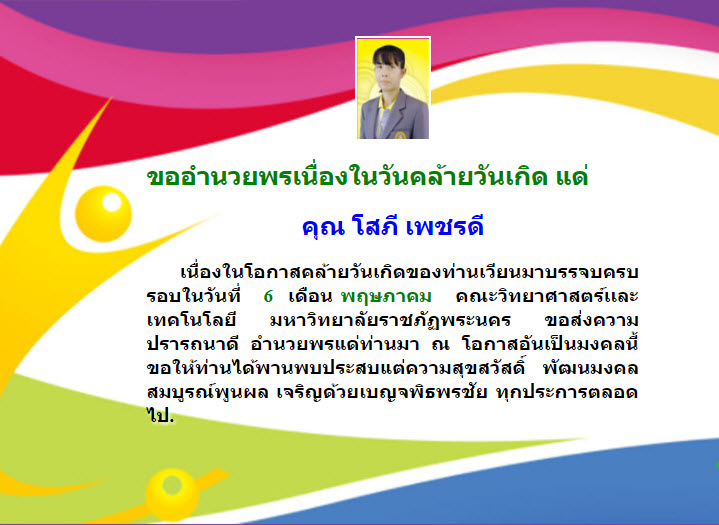 ขออำนวยพรเนื่องในวันคล้ายวันเกิด แด่
คุณ โสภี เพชรดี
เนื่องในโอกาสคล้ายวันเกิดของท่านเวียนมาบรรจบครบ
รอบในวันที่ 6 เดือน พฤษภาคม คณะวิทยาศาสตร์และ
เทคโนโลยี มหาวิทยาลัยราชภัฏพระนคร ขอส่งความ
ปรารถนาดี อำนวยพรแด่ท่านมา ณ โอกาสอันเป็นมงคลนี้
ขอให้ท่านได้พานพบประสบแต่ความสุขสวัสดิ์ พัฒนมงคล
สมบูรณ์พูนผล เจริญด้วยเบญจพิธพรชัย ทุกประการตลอด
ไป.